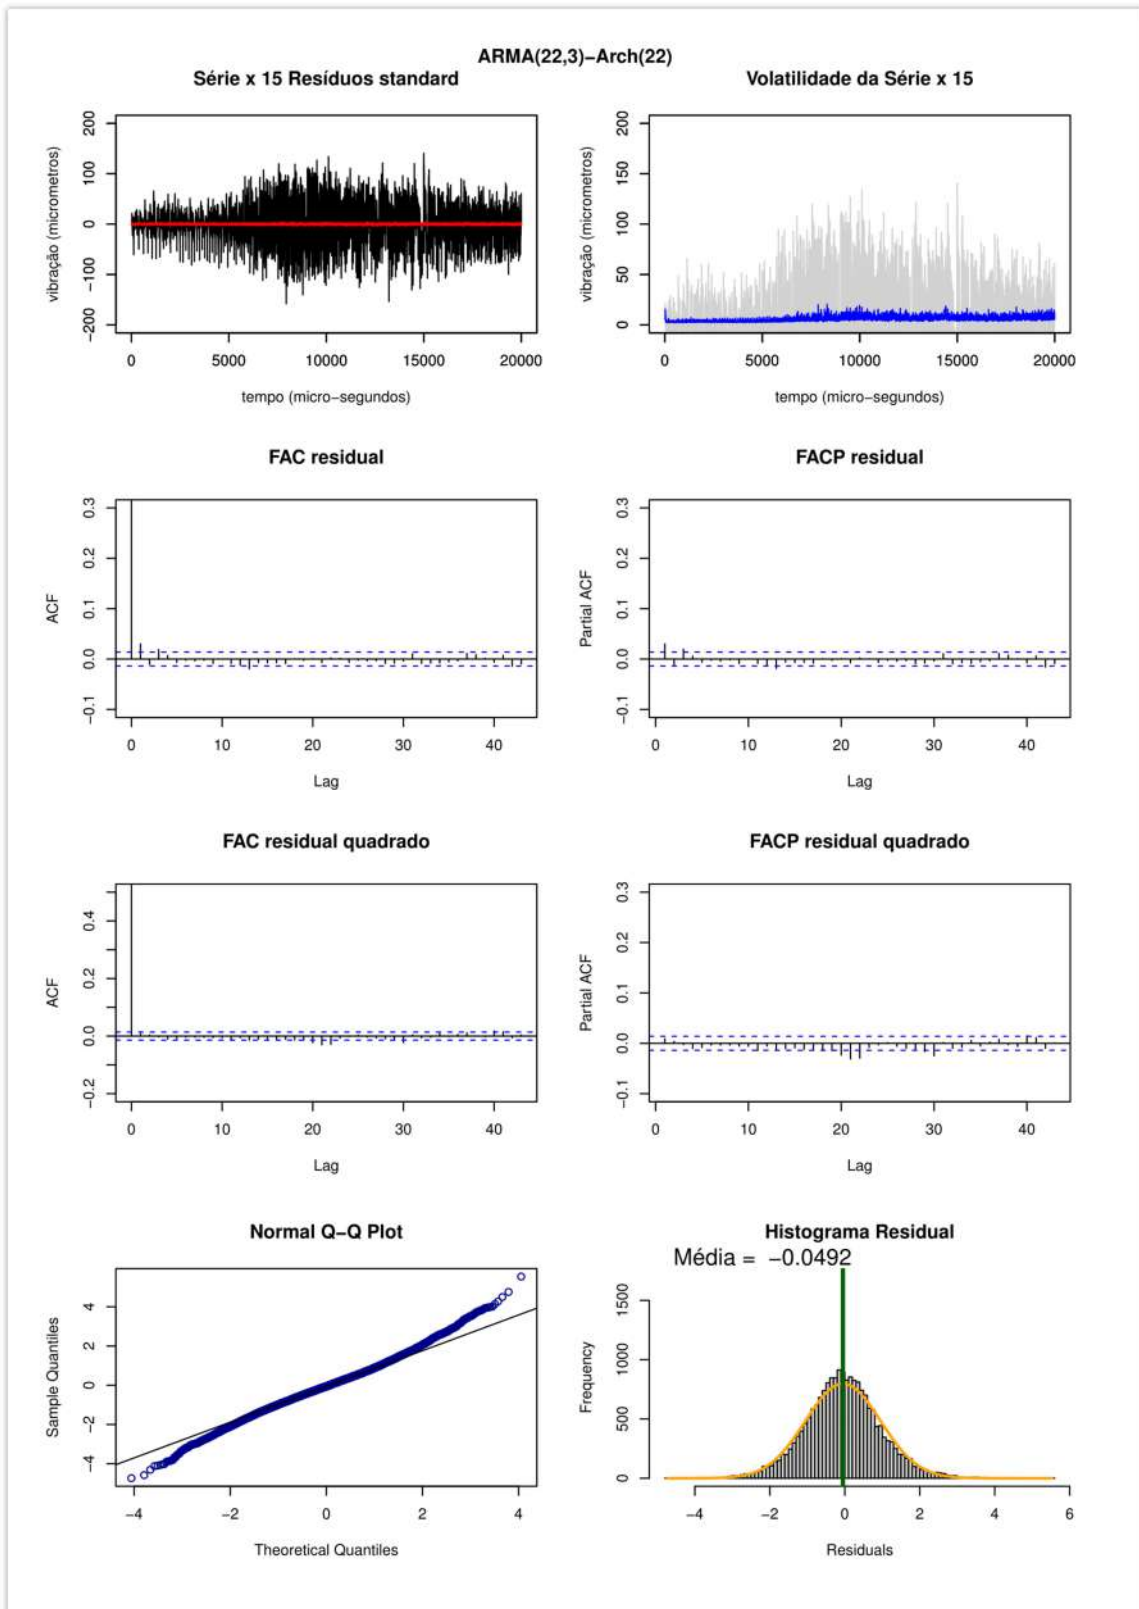 ARMA(22,3)−Arch(22)
Série x 15 Resíduos standard
vibração (micrometros)
200
100
0
−100
−200
0 5000 10000 15000 20000
tempo (micro−segundos)
Volatilidade da Série x 15
vibração (micrometros)
200
150
100
50
0
0 5000 10000 15000 20000
tempo (micro−segundos)
FAC residual
ACF
0.3
0.2
0.1
0.0
−0.1
0 10 20 30 40
Lag
FACP residual
Partial ACF
0.3
0.2
0.1
0.0
−0.1
0 10 20 30 40
Lag
FAC residual quadrado
ACF
0.4
0.2
0.0
−0.2
0 10 20 30 40
Lag
FACP residual quadrado
Partial ACF
0.3
0.2
0.1
0.0
−0.1
0 10 20 30 40
Lag
Normal Q−Q Plot
Sample Quantiles
4
2
0
−2
−4
−4 −2 0 2 4
Theoretical Quantiles
Histograma Residual
Média = −0.0492
Frequency
1500
1000
500
0
−4 −2 0 2 4 6
Residuals